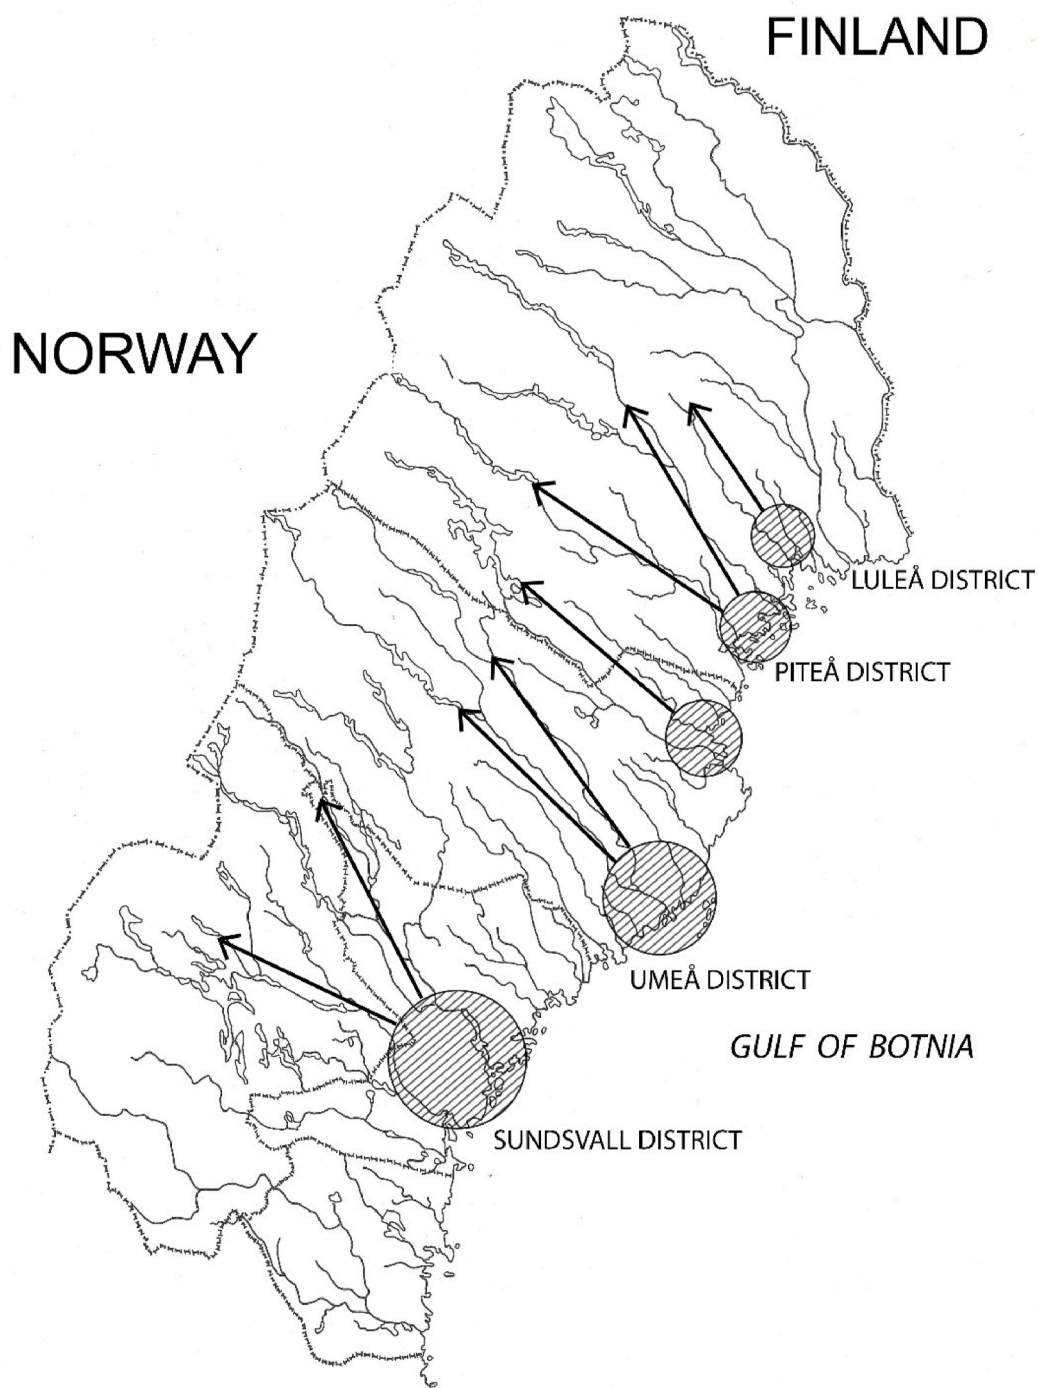 FINLAND
NORWAY
LULEÅ DISTRICT
PITEÅ DISTRICT
UMEÅ DISTRICT
GULF OF BOTNIA
SUNDSVALL DISTRICT